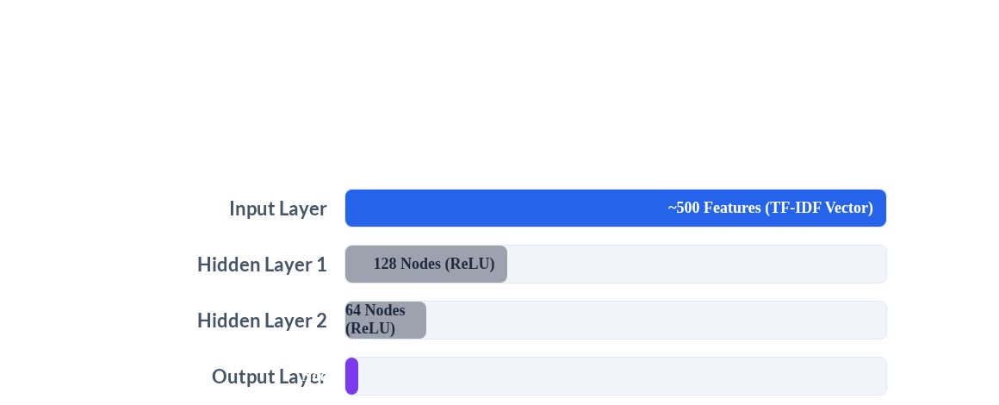 Input Layer
~500 Features (TF-IDF Vector)
Hidden Layer 1
128 Nodes (ReLU)
Hidden Layer 2
64 Nodes
(ReLU)
Output Layer